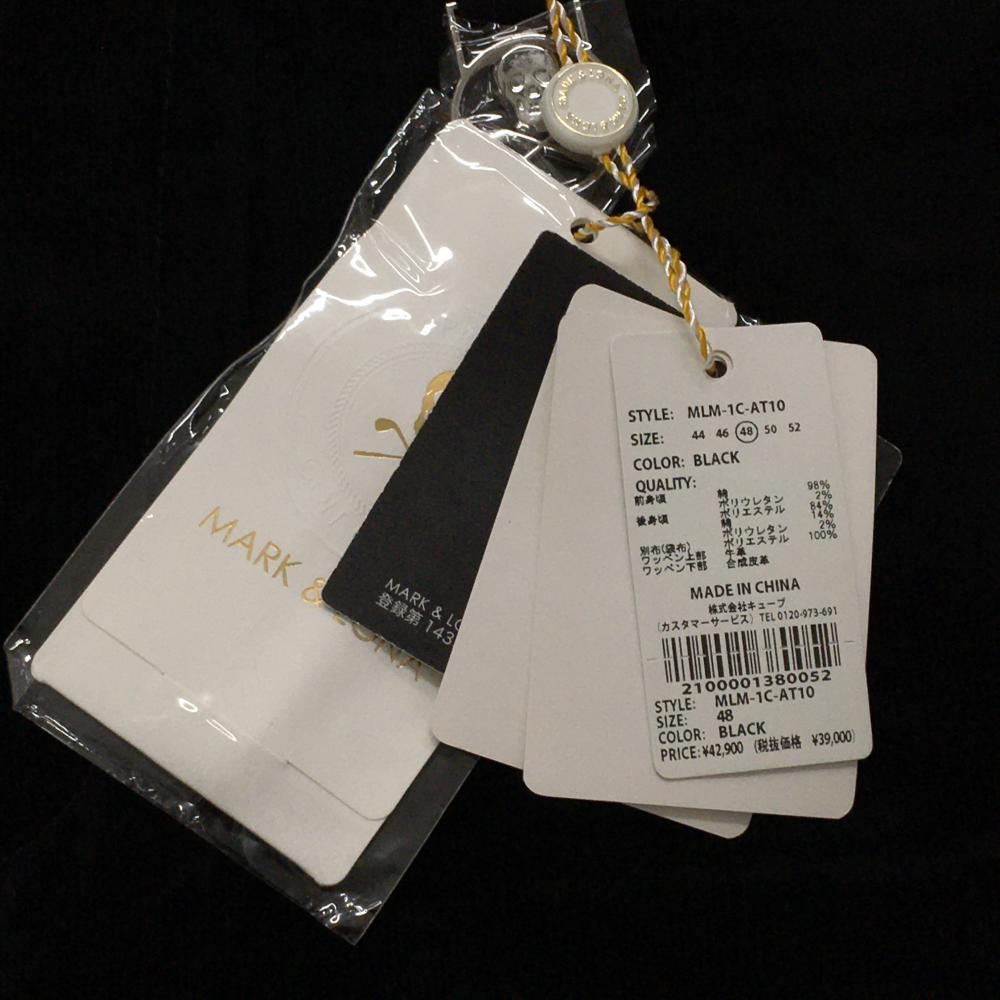 MARK & LONA
MARK & LO
登録第 143
STYLE: MLM-1C-AT10
SIZE: 44 46 48 50 52
COLOR: BLACK
QUALITY:
前身頃 綿 98%
ポリウレタン 2%
後身頃 ポリエステル 84%
綿 14%
ポリウレタン 2%
別布(袋布) ポリエステル 100%
ワッペン上部 牛革
ワッペン下部 合成皮革
MADE IN CHINA
株式会社キューブ
(カスタマーサービス) TEL 0120-973-691
2100001380052
STYLE: MLM-1C-AT10
SIZE: 48
COLOR: BLACK
PRICE: ¥42,900 (税抜価格 ¥39,000)